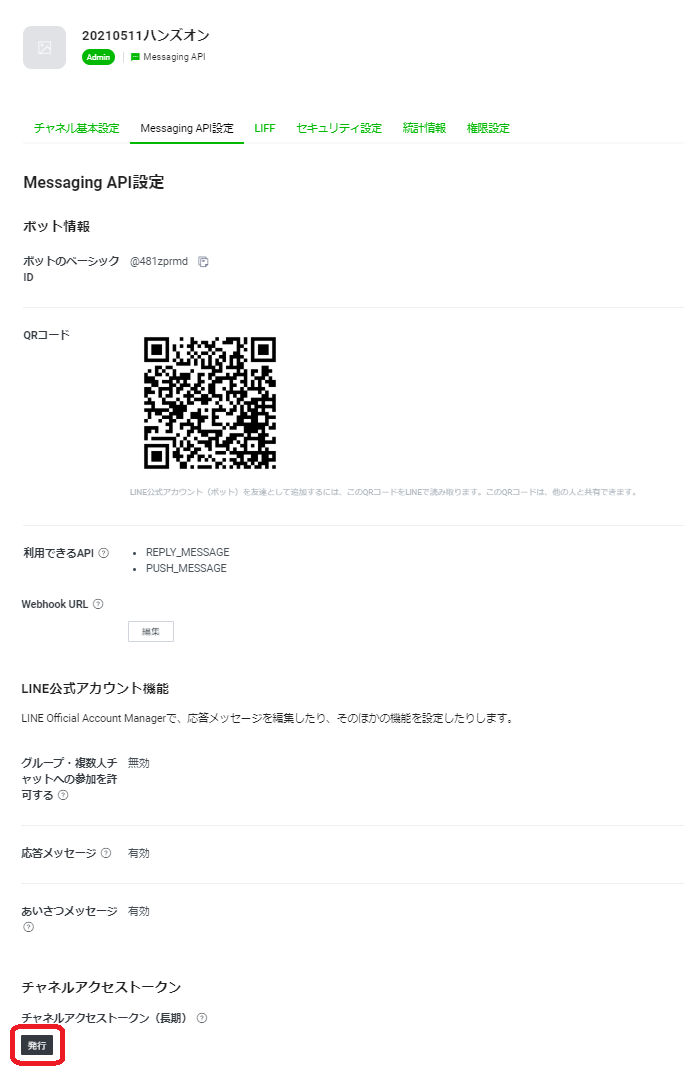 20210511ハンズオン
Admin
Messaging API
チャネル基本設定 Messaging API設定 LIFF セキュリティ設定 統計情報 権限設定
Messaging API設定
ボット情報
ボットのベーシック @481zprmd
ID
QRコード
LINE公式アカウント（ボット）を友達として追加するには、このQRコードをLINEで読み取ります。このQRコードは、他の人と共有できます。
利用できるAPI ? • REPLY_MESSAGE
• PUSH_MESSAGE
Webhook URL ?
編集
LINE公式アカウント機能
LINE Official Account Managerで、応答メッセージを編集したり、そのほかの機能を設定したりします。
グループ・複数人チ 無効
ャットへの参加を許
可する ?
応答メッセージ ? 有効
あいさつメッセージ 有効
?
チャネルアクセストークン
チャネルアクセストークン（長期） ?
発行